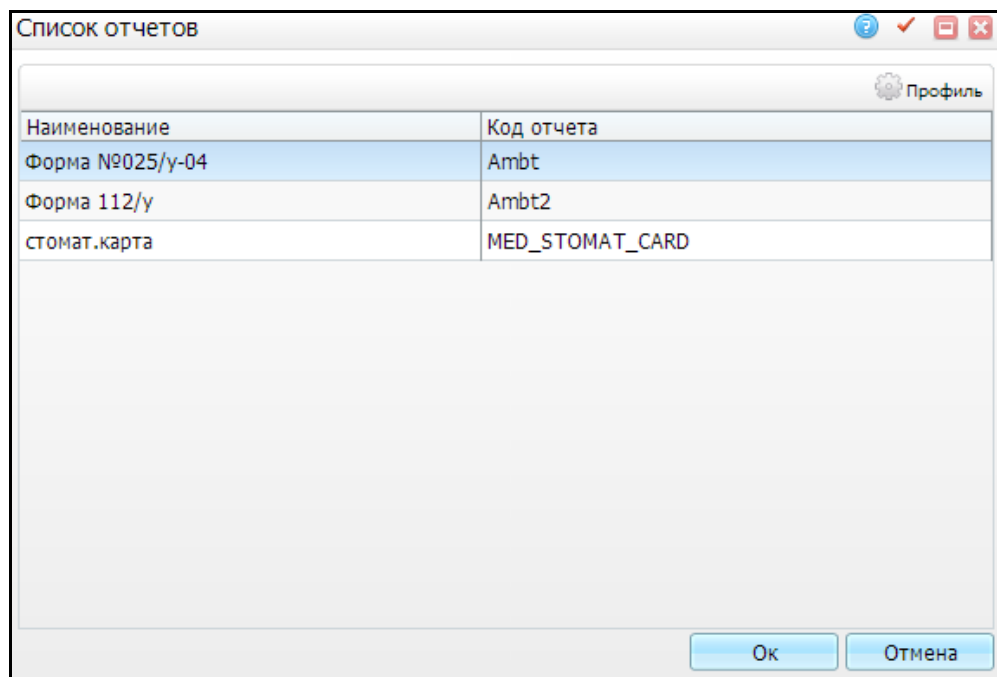 Список отчетов
Профиль
Наименование Код отчета
Форма №025/у-04 Ambt
Форма 112/у Ambt2
стомат.карта MED_STOMAT_CARD
Ок Отмена